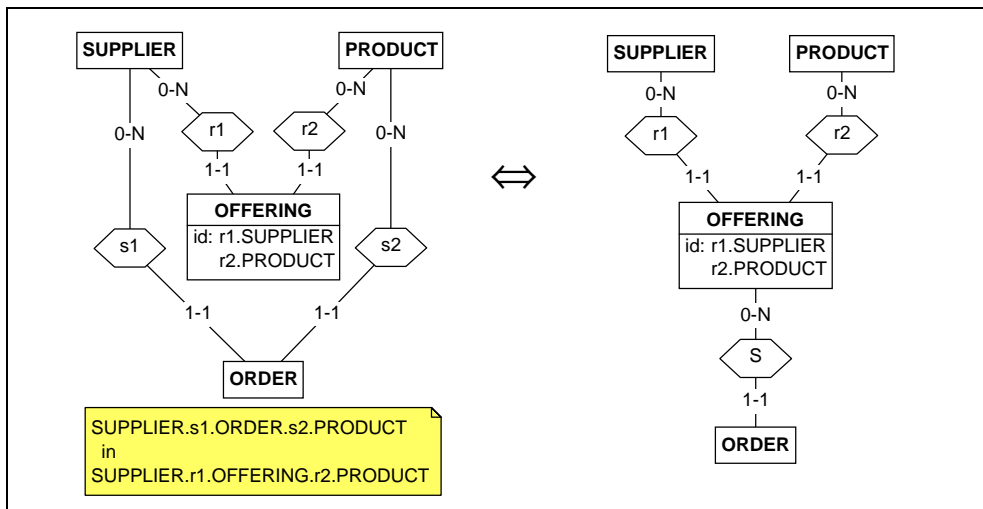 SUPPLIER
PRODUCT
0-N
0-N
r1
r2
0-N
0-N
1-1
1-1
OFFERING
id: r1.SUPPLIER
r2.PRODUCT
s1
s2
1-1
1-1
ORDER
SUPPLIER.s1.ORDER.s2.PRODUCT
in
SUPPLIER.r1.OFFERING.r2.PRODUCT
⇔
SUPPLIER
PRODUCT
0-N
0-N
r1
r2
1-1
1-1
OFFERING
id: r1.SUPPLIER
r2.PRODUCT
0-N
S
1-1
ORDER